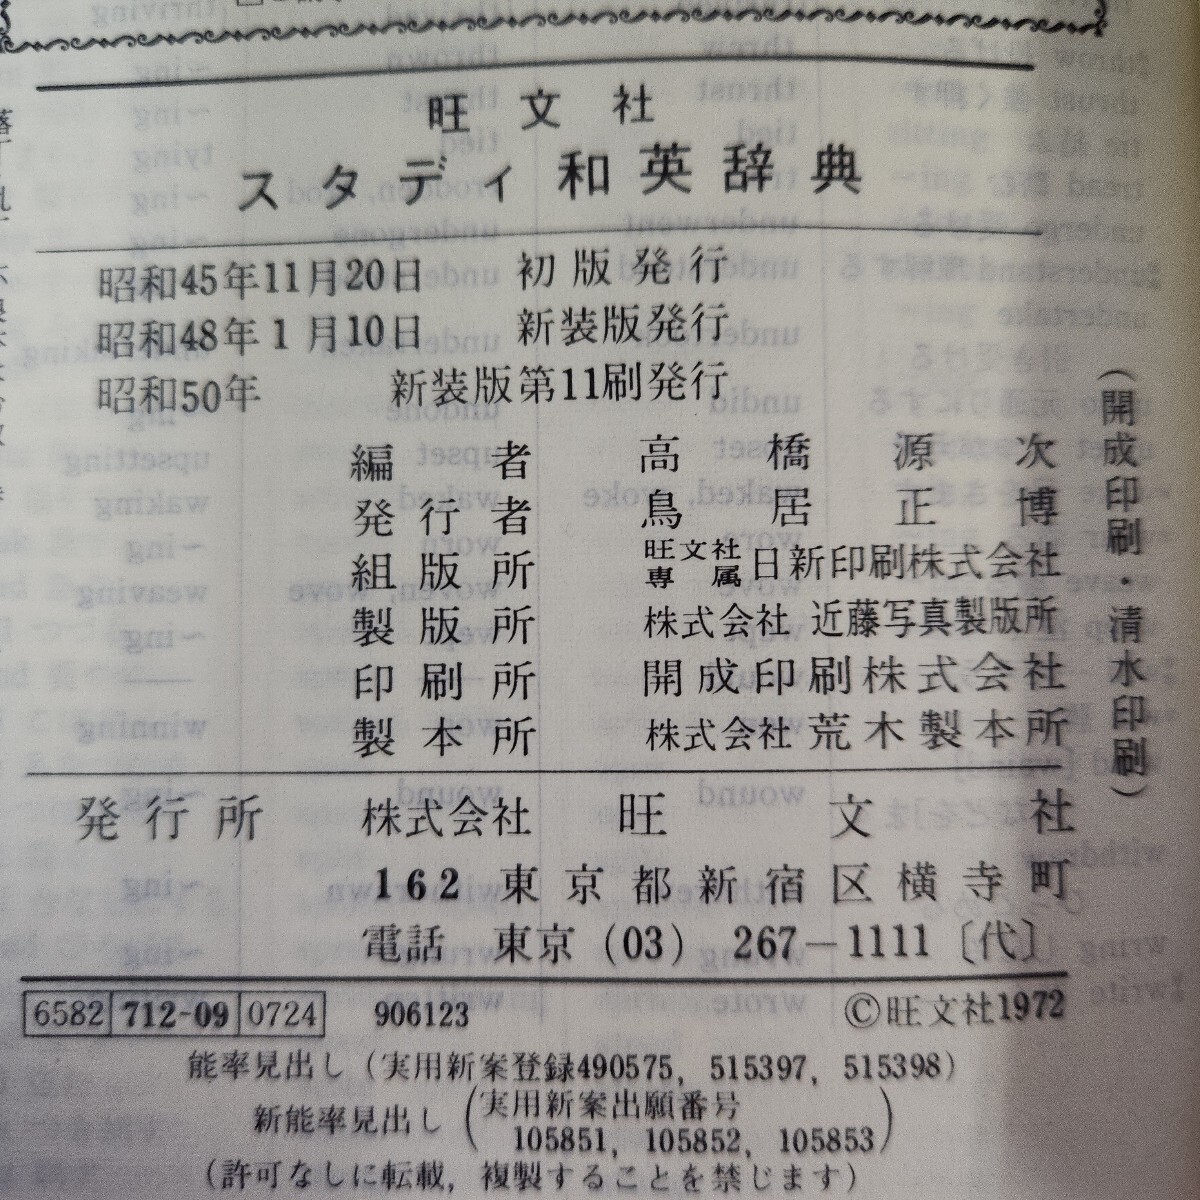 旺文社
スタディ和英辞典
昭和45年11月20日 初版発行
昭和48年1月10日 新装版発行
昭和50年 新装版第11刷発行
編者 高橋源次
発行者 鳥居正博
組版所 旺文社専属 日新印刷株式会社
製版所 株式会社 近藤写真製版所
印刷所 開成印刷株式会社
製本所 株式会社 荒木製本所
(開成印刷・清水印刷)
発行所 株式会社 旺文社
162 東京都新宿区横寺町
電話 東京 (03) 267-1111〔代〕
6582 712-09 0724 906123 ©旺文社1972
能率見出し (実用新案登録490575, 515397, 515398)
新能率見出し (実用新案出願番号
105851, 105852, 105853)
(許可なしに転載, 複製することを禁じます)